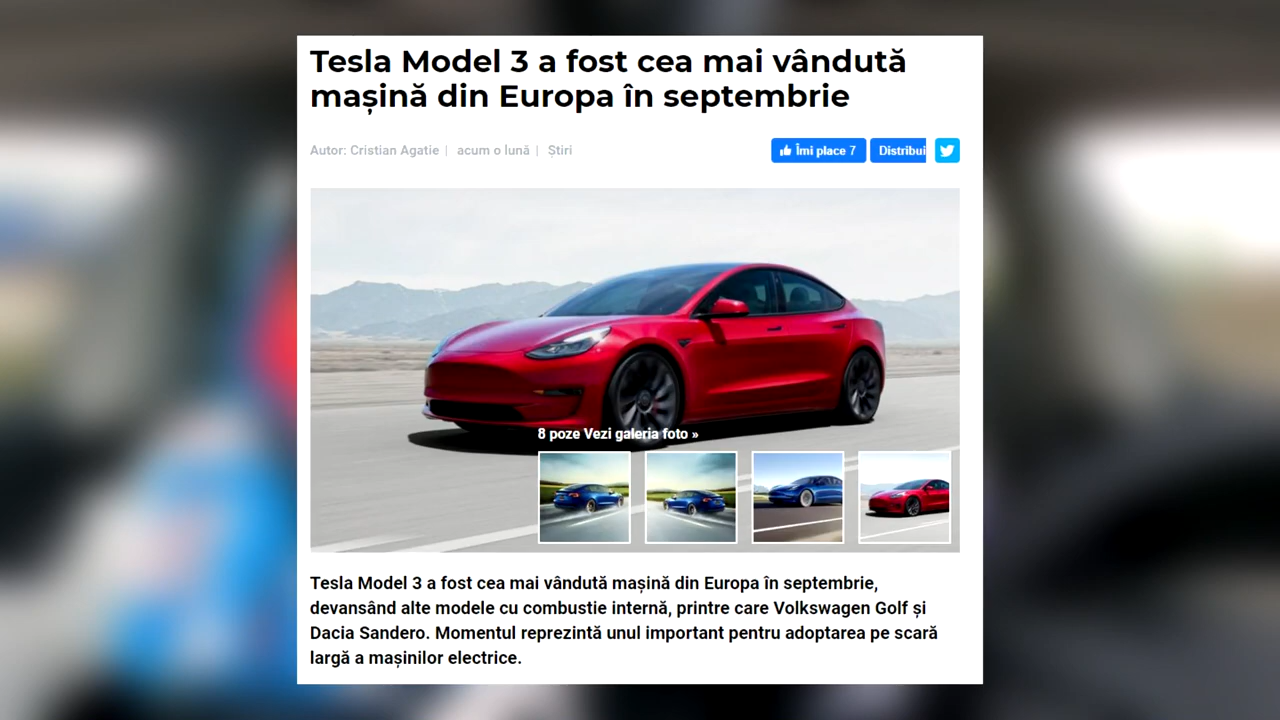 Tesla Model 3 a fost cea mai vândută
mașină din Europa în septembrie
Autor: Cristian Agatie | acum o lună | Știri
Îmi place 7 Distribui
8 poze Vezi galeria foto »
Tesla Model 3 a fost cea mai vândută mașină din Europa în septembrie,
devansând alte modele cu combustie internă, printre care Volkswagen Golf și
Dacia Sandero. Momentul reprezintă unul important pentru adoptarea pe scară
largă a mașinilor electrice.